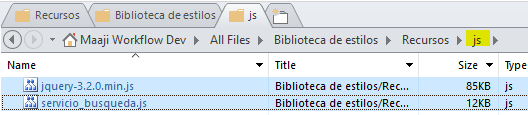 Recursos Biblioteca de estilos js
Maaji Workflow Dev All Files Biblioteca de estilos Recursos js
Name Title Size Type
jquery-3.2.0.min.js Biblioteca de estilos/Rec... 85KB js
servicio_busqueda.js Biblioteca de estilos/Rec... 12KB js